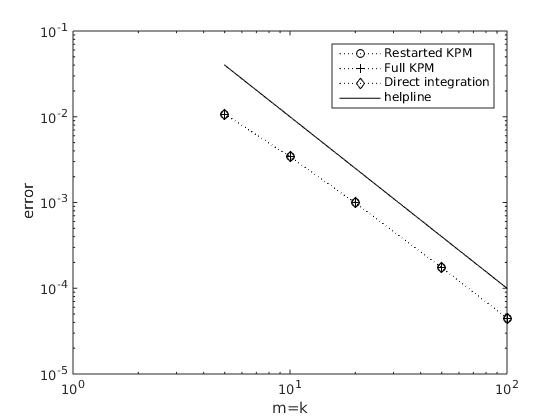 10^-1
Restarted KPM
Full KPM
Direct integration
helpline
10^-2
error
10^-3
10^-4
10^-5
10^0 10^1 10^2
m=k